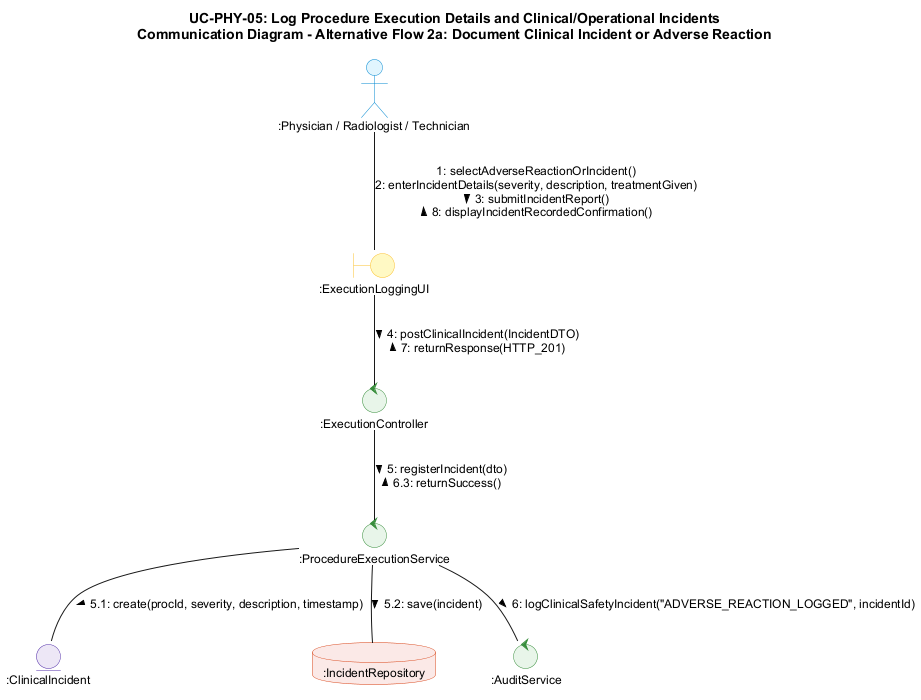 UC-PHY-05: Log Procedure Execution Details and Clinical/Operational Incidents
Communication Diagram - Alternative Flow 2a: Document Clinical Incident or Adverse Reaction
:Physician / Radiologist / Technician
1: selectAdverseReactionOrIncident()
2: enterIncidentDetails(severity, description, treatmentGiven)
3: submitIncidentReport()
8: displayIncidentRecordedConfirmation()
:ExecutionLoggingUI
4: postClinicalIncident(IncidentDTO)
7: returnResponse(HTTP_201)
:ExecutionController
5: registerIncident(dto)
6.3: returnSuccess()
:ProcedureExecutionService
5.1: create(procId, severity, description, timestamp)
5.2: save(incident)
6: logClinicalSafetyIncident("ADVERSE_REACTION_LOGGED", incidentId)
:ClinicalIncident
:IncidentRepository
:AuditService